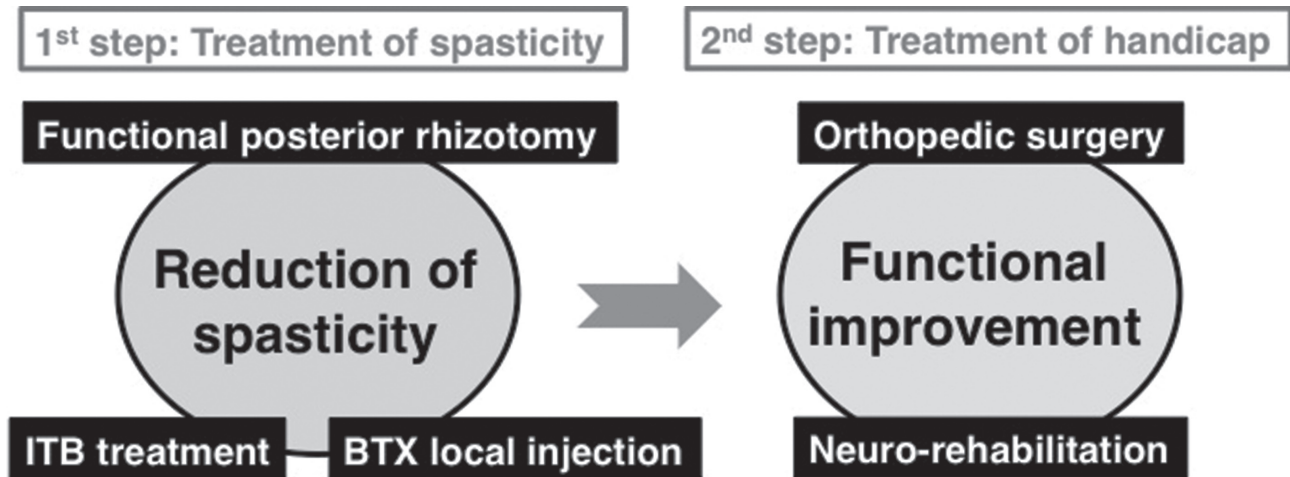 1st step: Treatment of spasticity
2nd step: Treatment of handicap
Functional posterior rhizotomy
Reduction of
spasticity
ITB treatment
BTX local injection
Orthopedic surgery
Functional
improvement
Neuro-rehabilitation